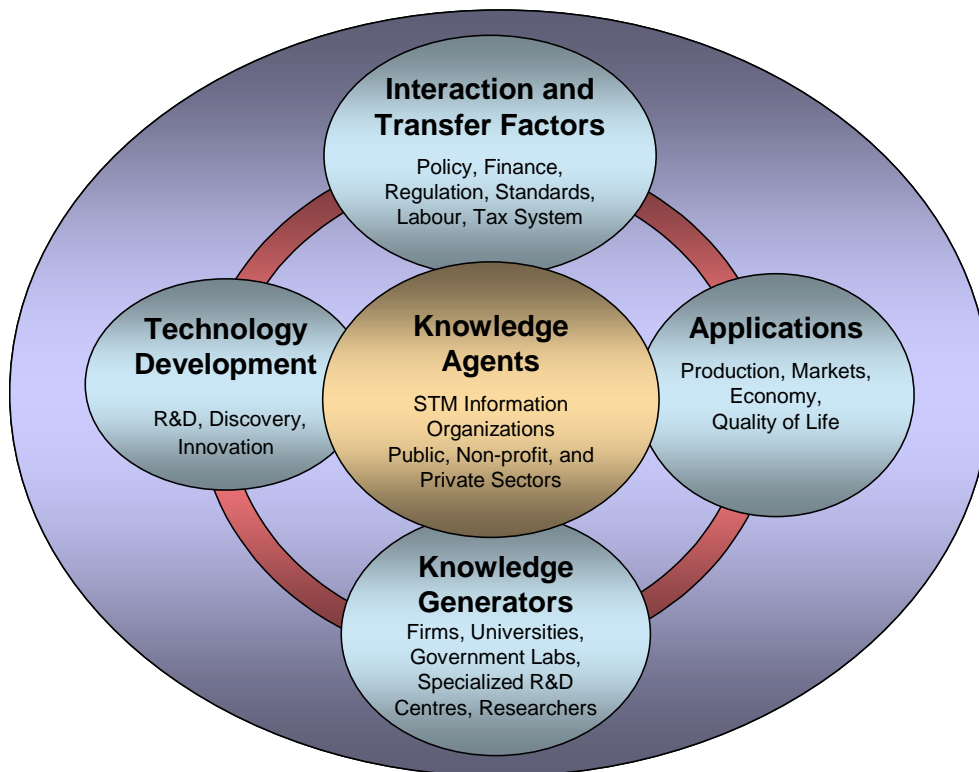 Interaction and
Transfer Factors
Policy, Finance,
Regulation, Standards,
Labour, Tax System
Technology
Development
R&D, Discovery,
Innovation
Knowledge
Agents
STM Information
Organizations
Public, Non-profit, and
Private Sectors
Applications
Production, Markets,
Economy,
Quality of Life
Knowledge
Generators
Firms, Universities,
Government Labs,
Specialized R&D
Centres, Researchers